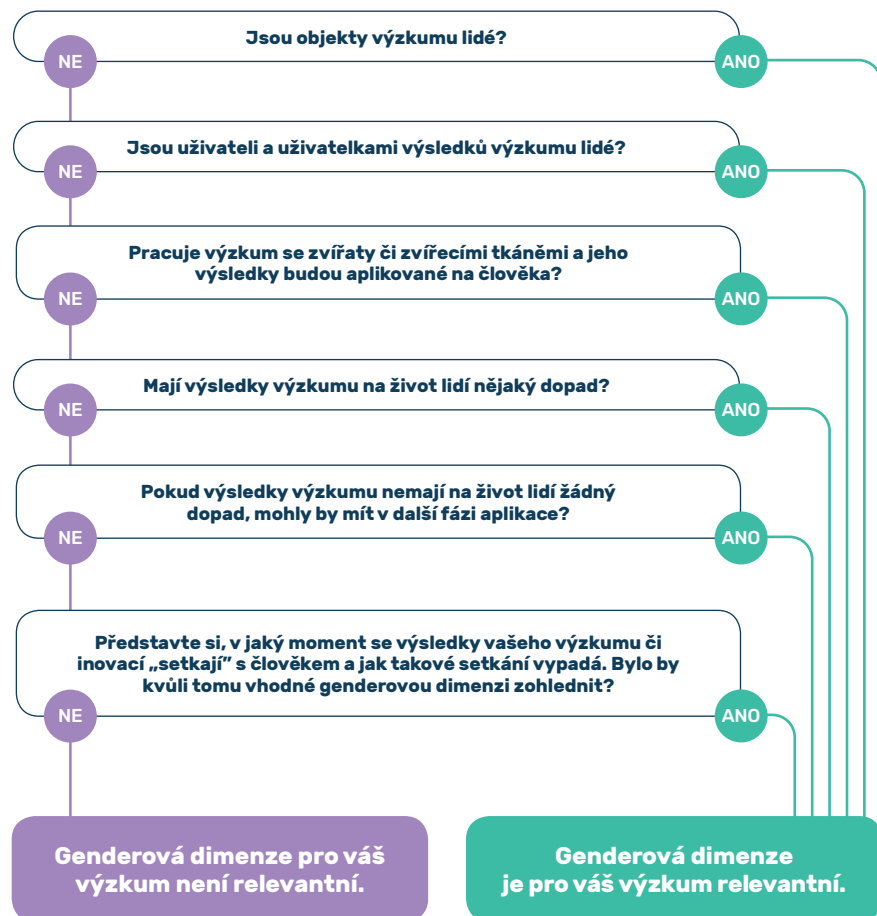 Jsou objekty výzkumu lidé?
NE
ANO
Jsou uživateli a uživatelkami výsledků výzkumu lidé?
NE
ANO
Pracuje výzkum se zvířaty či zvířecími tkáněmi a jeho
výsledky budou aplikované na člověka?
NE
ANO
Mají výsledky výzkumu na život lidí nějaký dopad?
NE
ANO
Pokud výsledky výzkumu nemají na život lidí žádný
dopad, mohly by mít v další fázi aplikace?
NE
ANO
Představte si, v jaký moment se výsledky vašeho výzkumu či
inovací „setkají” s člověkem a jak takové setkání vypadá. Bylo by
kvůli tomu vhodné genderovou dimenzi zohlednit?
NE
ANO
Genderová dimenze pro váš
výzkum není relevantní.
Genderová dimenze
je pro váš výzkum relevantní.